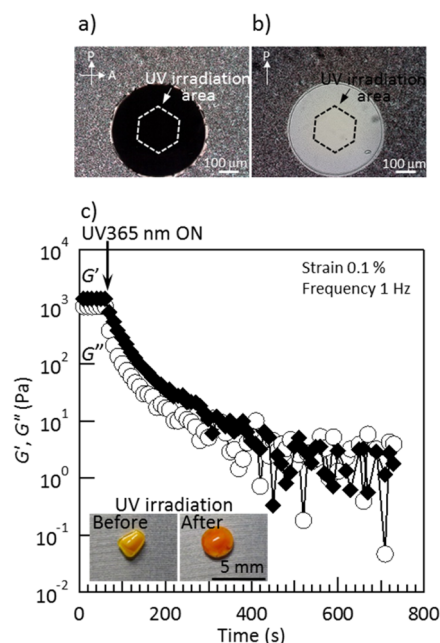 a)
b)
P
A
UV irradiation
area
100 µm
P
UV irradiation
area
100 µm
c)
UV365 nm ON
G'
G''
Strain 0.1 %
Frequency 1 Hz
10⁴
10³
10²
10¹
10⁰
10⁻¹
10⁻²
G', G'' (Pa)
UV irradiation
Before
After
5 mm
0
200
400
600
800
Time (s)